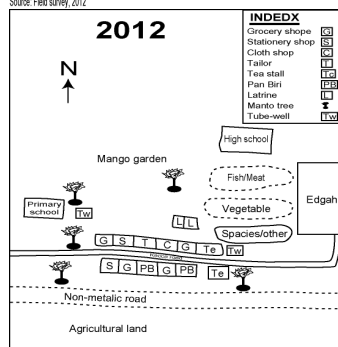 Source: Field survey, 2012
2012
INDEDX
Grocery shope G
Stationery shop S
Cloth shop C
Tailor T
Tea stall Tc
Pan Biri PB
Latrine L
Manto tree
Tube-well Tw
N
High school
Mango garden
Fish/Meat
Primary school
Tw
Vegetable
Edgah
L L
Spacies/other
G S T C G Te Tw
S G PB G PB Te
Non-metalic road
Agricultural land